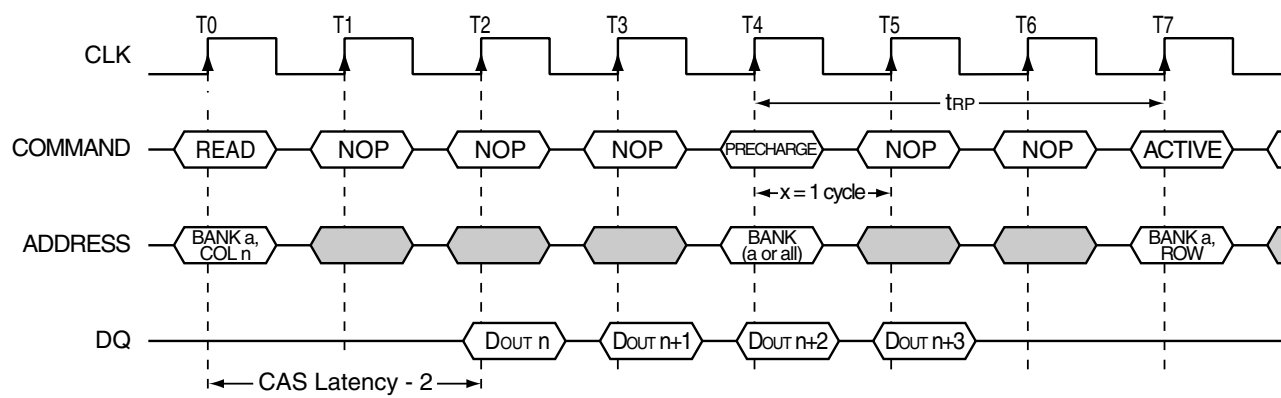 T0 T1 T2 T3 T4 T5 T6 T7
CLK
tRP
COMMAND READ NOP NOP NOP PRECHARGE NOP NOP ACTIVE
x = 1 cycle
ADDRESS BANK a, COL n BANK (a or all) BANK a, ROW
DQ DOUT n DOUT n+1 DOUT n+2 DOUT n+3
CAS Latency - 2